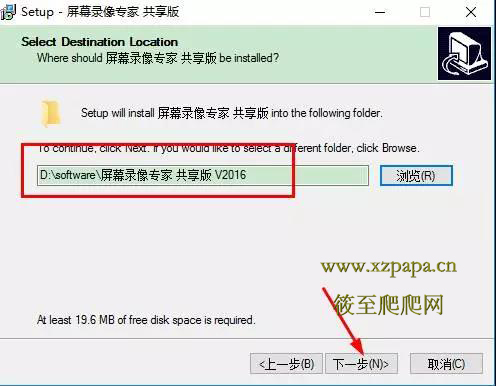 Setup - 屏幕录像专家 共享版
Select Destination Location
Where should 屏幕录像专家 共享版 be installed?
Setup will install 屏幕录像专家 共享版 into the following folder.
To continue, click Next. If you would like to select a different folder, click Browse.
D:\software\屏幕录像专家 共享版 V2016
浏览(R)
www.xzpapa.cn
筱至爬爬网
At least 19.6 MB of free disk space is required.
<上一步(B)
下一步(N)>
取消(C)